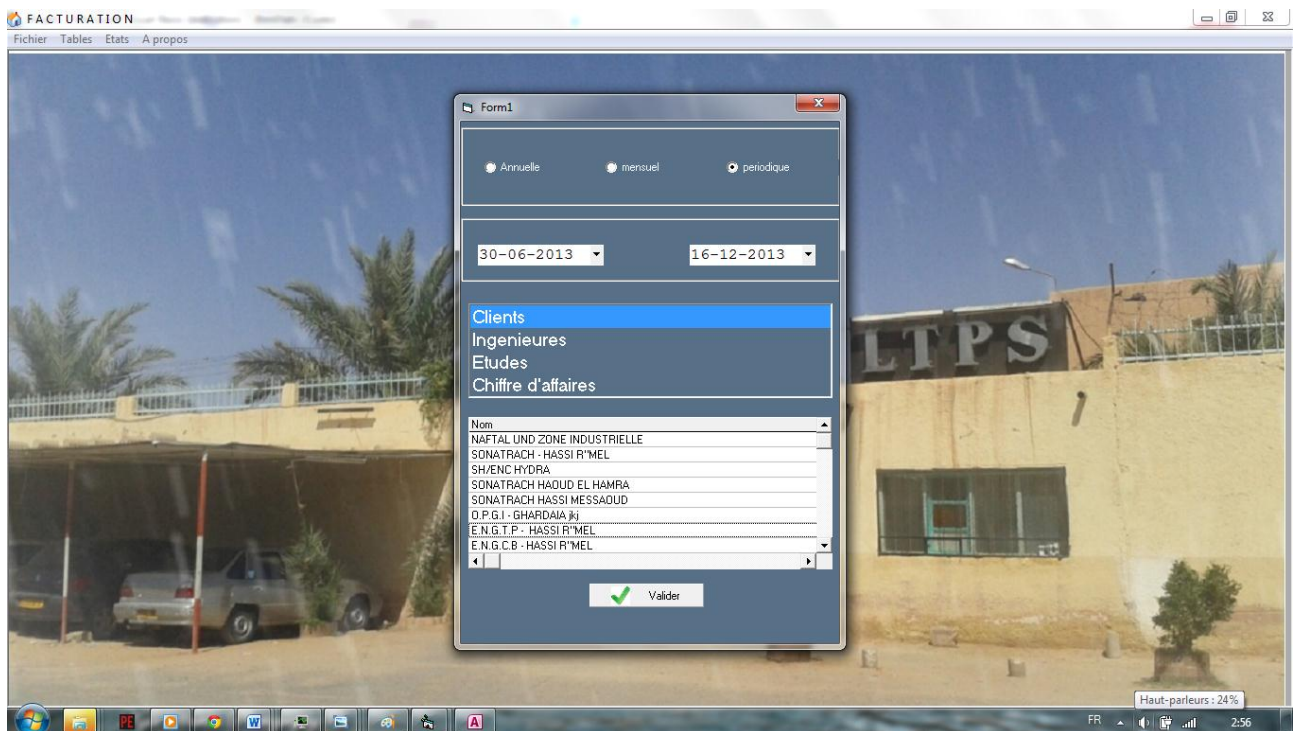 FACTURATION
Fichier Tables Etats A propos
Form1
Annuelle mensuel periodique
30-06-2013 16-12-2013
Clients
Ingenieures
Etudes
Chiffre d'affaires
LTPS
Nom
NAFTAL UND ZONE INDUSTRIELLE
SONATRACH - HASSI R"MEL
SH/ENC HYDRA
SONATRACH HAOUD EL HAMRA
SONATRACH HASSI MESSAOUD
O.P.G.I - GHARDAIA jkj
E.N.G.T.P - HASSI R"MEL
E.N.G.C.B - HASSI R"MEL
Valider
Haut-parleurs : 24%
PE W A FR 2:56